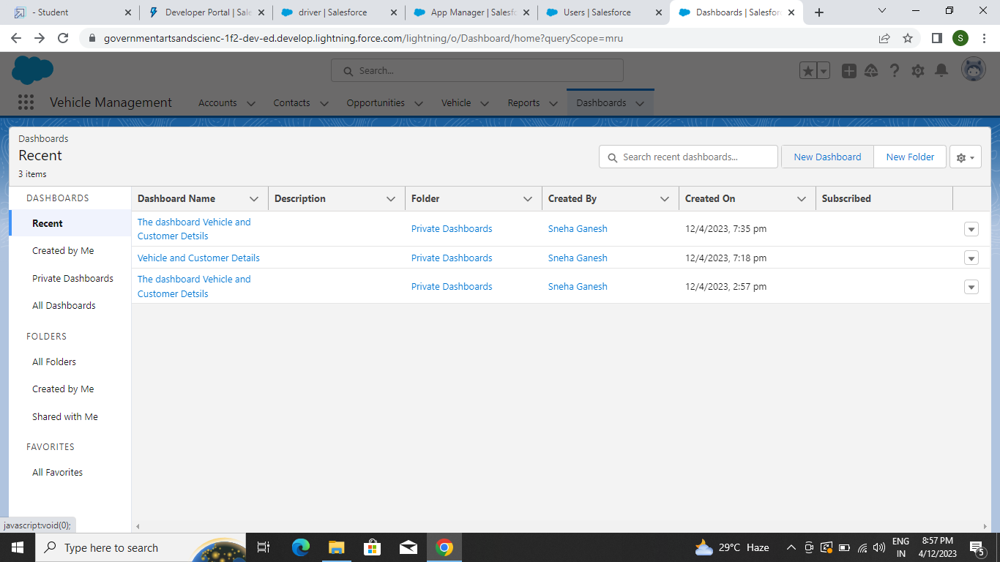 - Student
Developer Portal | Sale
driver | Salesforce
App Manager | Salesfo
Users | Salesforce
Dashboards | Salesforc
governmentartsandscienc-1f2-dev-ed.develop.lightning.force.com/lightning/o/Dashboard/home?queryScope=mru
S
Search...
Vehicle Management
Accounts
Contacts
Opportunities
Vehicle
Reports
Dashboards
Dashboards
Recent
3 items
Search recent dashboards...
New Dashboard
New Folder
DASHBOARDS
Recent
Created by Me
Private Dashboards
All Dashboards
FOLDERS
All Folders
Created by Me
Shared with Me
FAVORITES
All Favorites
Dashboard Name
Description
Folder
Created By
Created On
Subscribed
The dashboard Vehicle and
Customer Detsils
Private Dashboards
Sneha Ganesh
12/4/2023, 7:35 pm
Vehicle and Customer Details
Private Dashboards
Sneha Ganesh
12/4/2023, 7:18 pm
The dashboard Vehicle and
Customer Detsils
Private Dashboards
Sneha Ganesh
12/4/2023, 2:57 pm
javascript:void(0);
Type here to search
29°C Haze
ENG
IN
8:57 PM
4/12/2023
5